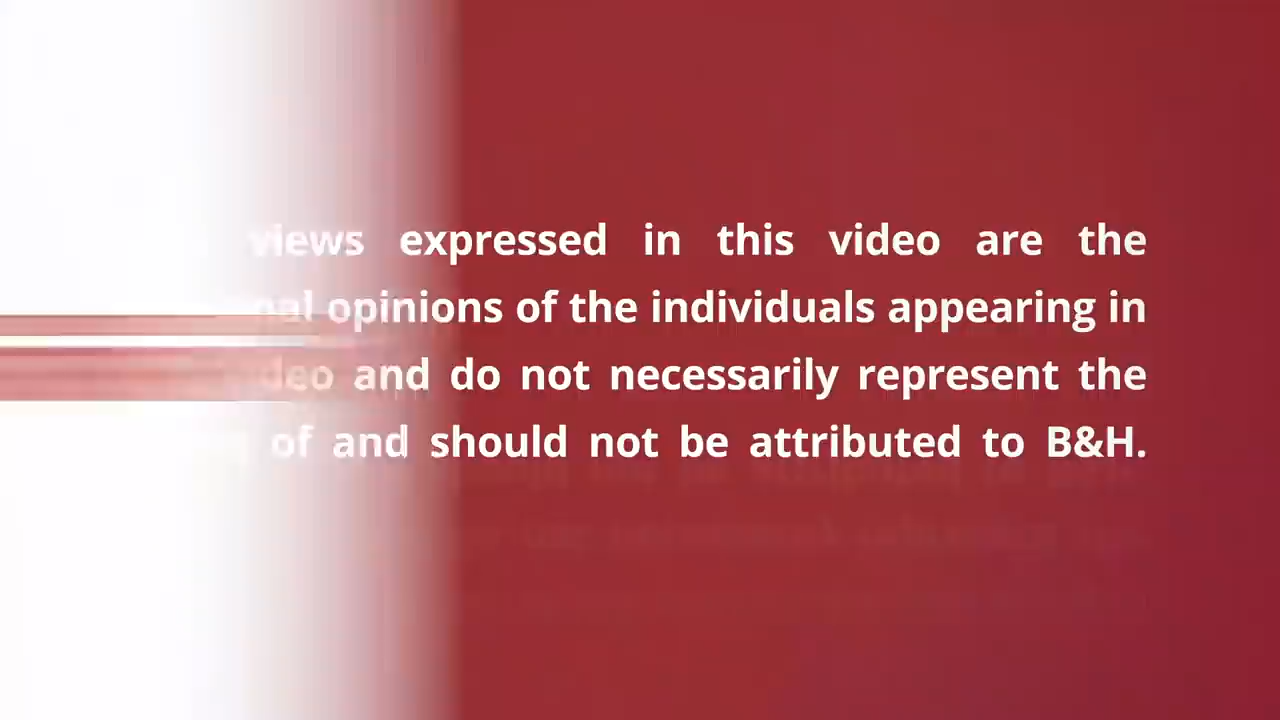 views expressed in this video are the
opinions of the individuals appearing in
and do not necessarily represent the
of and should not be attributed to B&H.